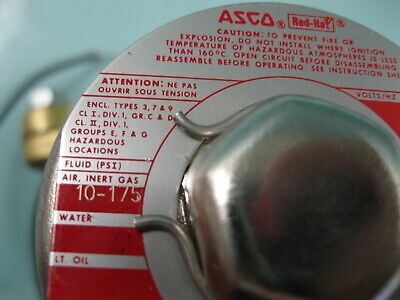 ASCO® Red-Hat®
CAUTION: TO PREVENT FIRE OR
EXPLOSION, DO NOT INSTALL WHERE IGNITION
TEMPERATURE OF HAZARDOUS ATMOSPHERES IS LESS
THAN 160°C. OPEN CIRCUIT BEFORE DISASSEMBLING
REASSEMBLE BEFORE OPERATING. SEE INSTRUCTION SHE
ATTENTION: NE PAS
OUVRIR SOUS TENSION
VOLTS/HZ
ENCL. TYPES 3, 7 & 9
CL I, DIV. 1, GR. C & D
CL. II, DIV. 1,
GROUPS E, F & G
HAZARDOUS
LOCATIONS
FLUID (PSI)
AIR, INERT GAS
10-175
WATER
LT. OIL